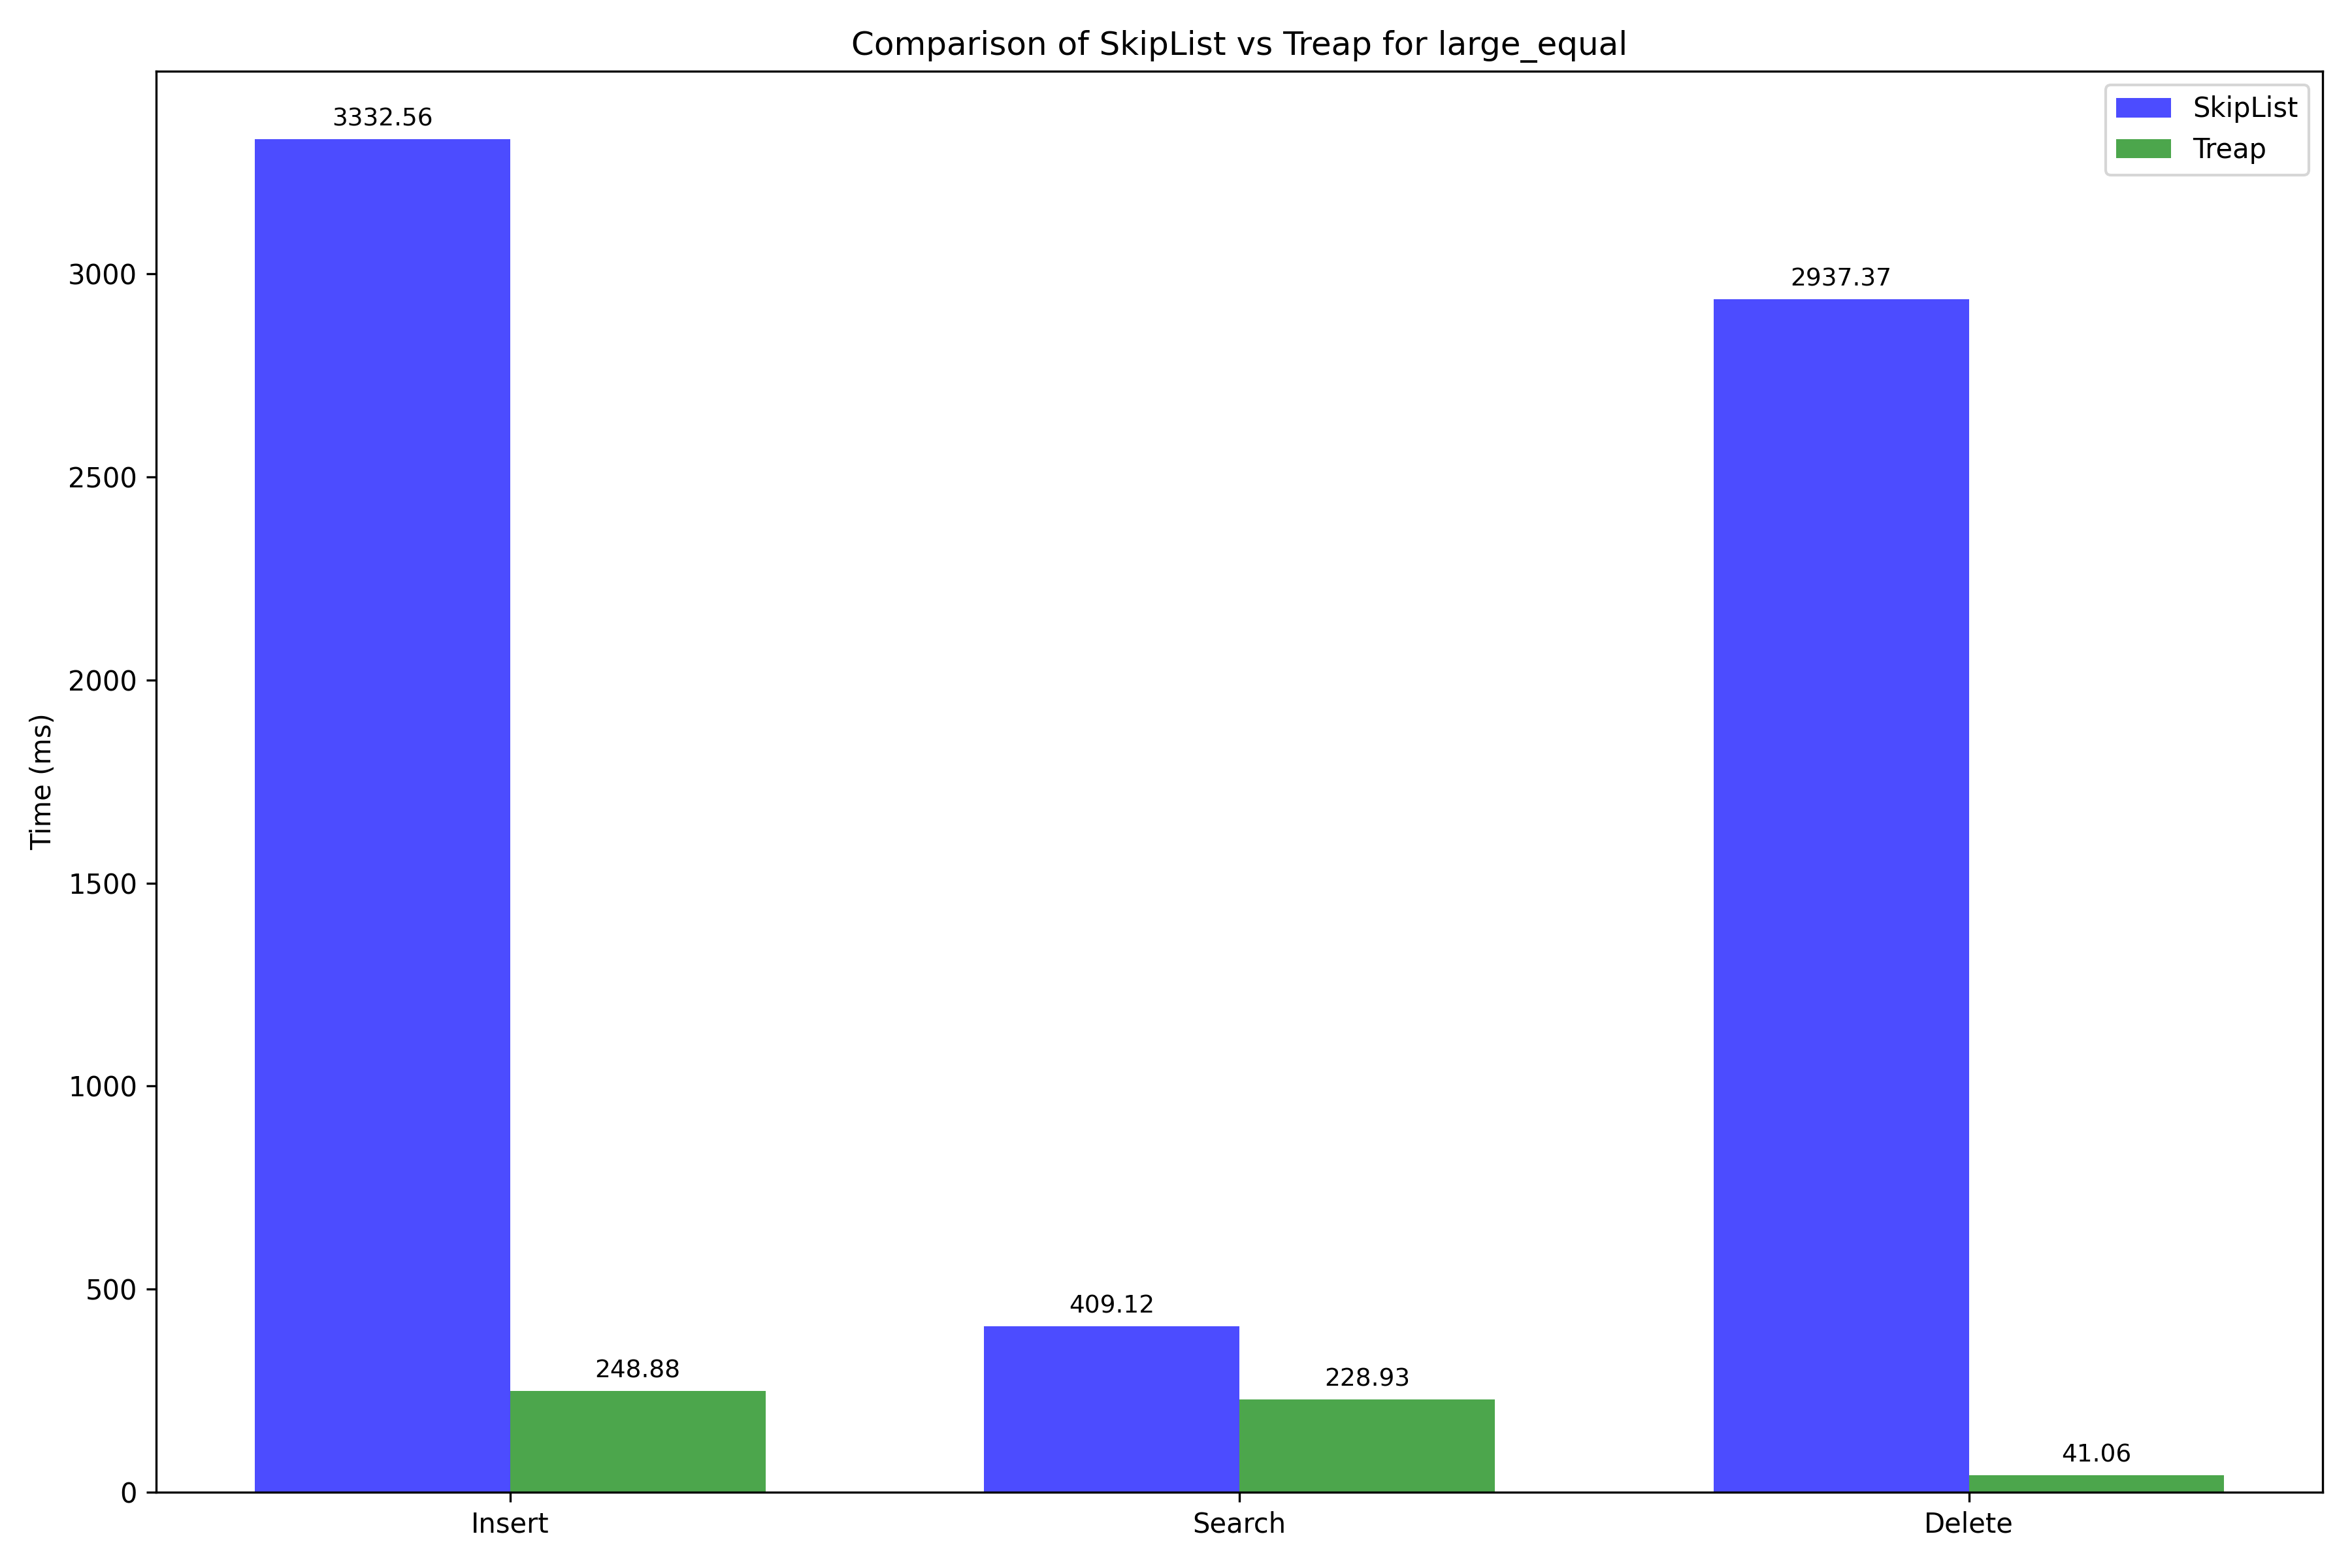 Comparison of SkipList vs Treap for large_equal
SkipList
Treap
Time (ms)
3000
2500
2000
1500
1000
500
0
3332.56
248.88
409.12
228.93
2937.37
41.06
Insert
Search
Delete